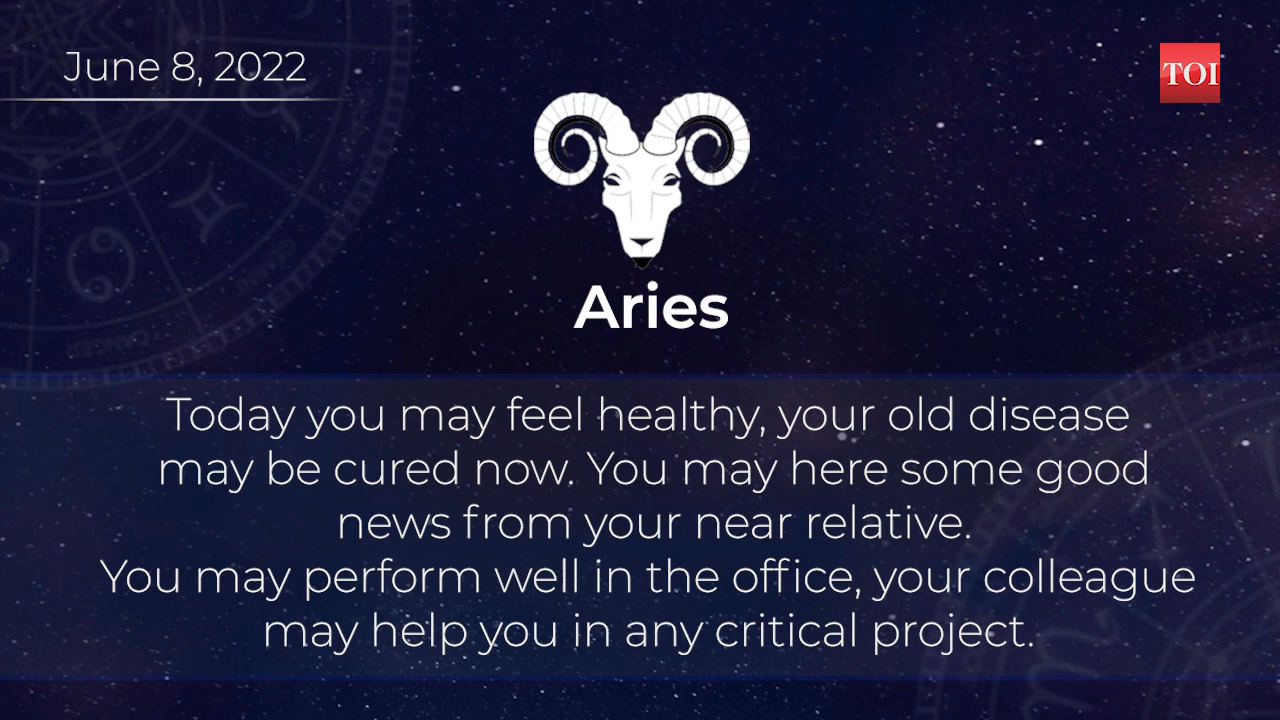 June 8, 2022
TOI
Aries
Today you may feel healthy, your old disease
may be cured now. You may here some good
news from your near relative.
You may perform well in the office, your colleague
may help you in any critical project.